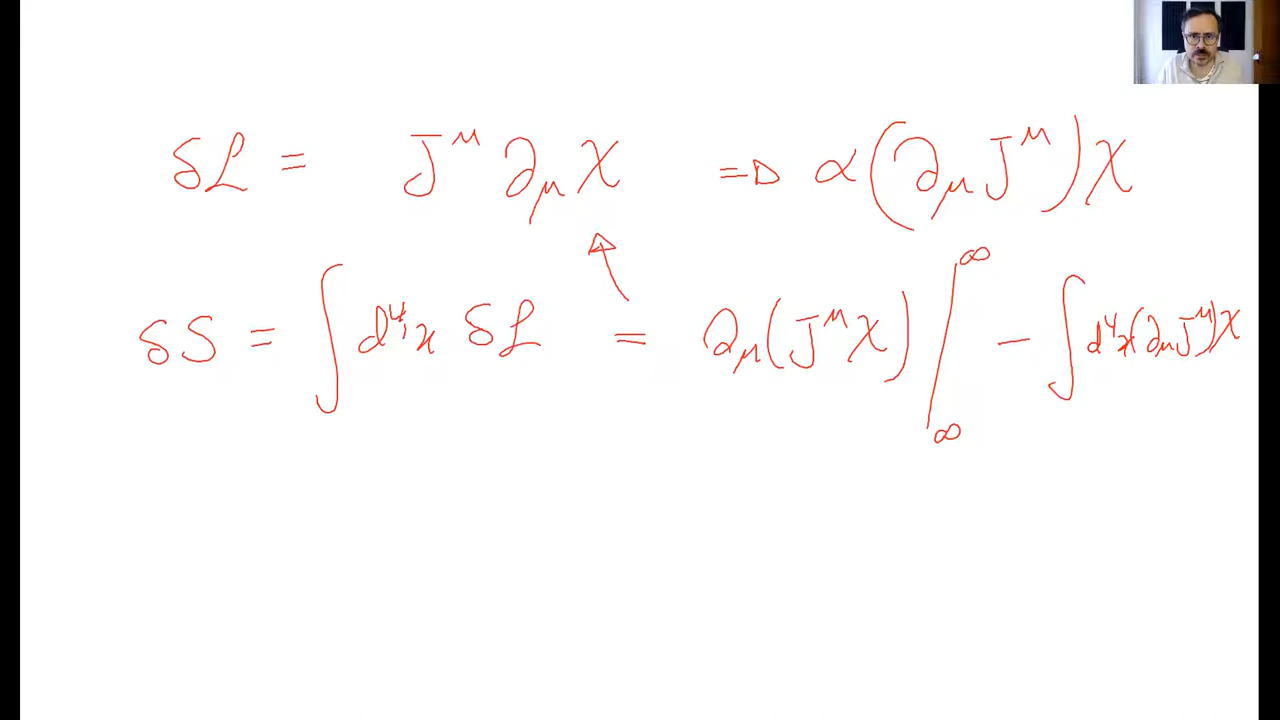 δℒ = J^μ ∂_μ χ ⇒ α(∂_μ J^μ)χ
δS = ∫ d⁴x δℒ = ∂_μ(J^μ χ)|_∞^∞ − ∫ d⁴x(∂_μ J^μ)χ